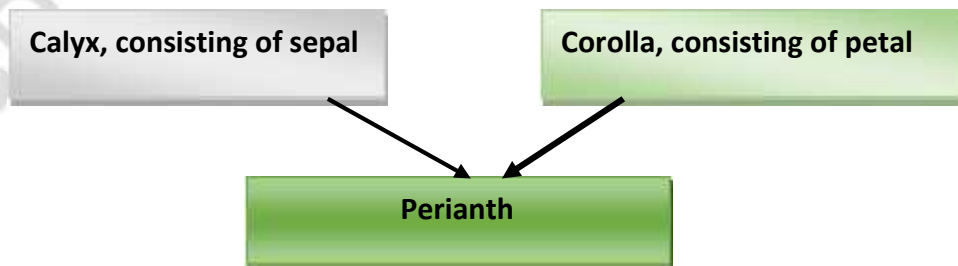 Calyx, consisting of sepal
Corolla, consisting of petal
Perianth